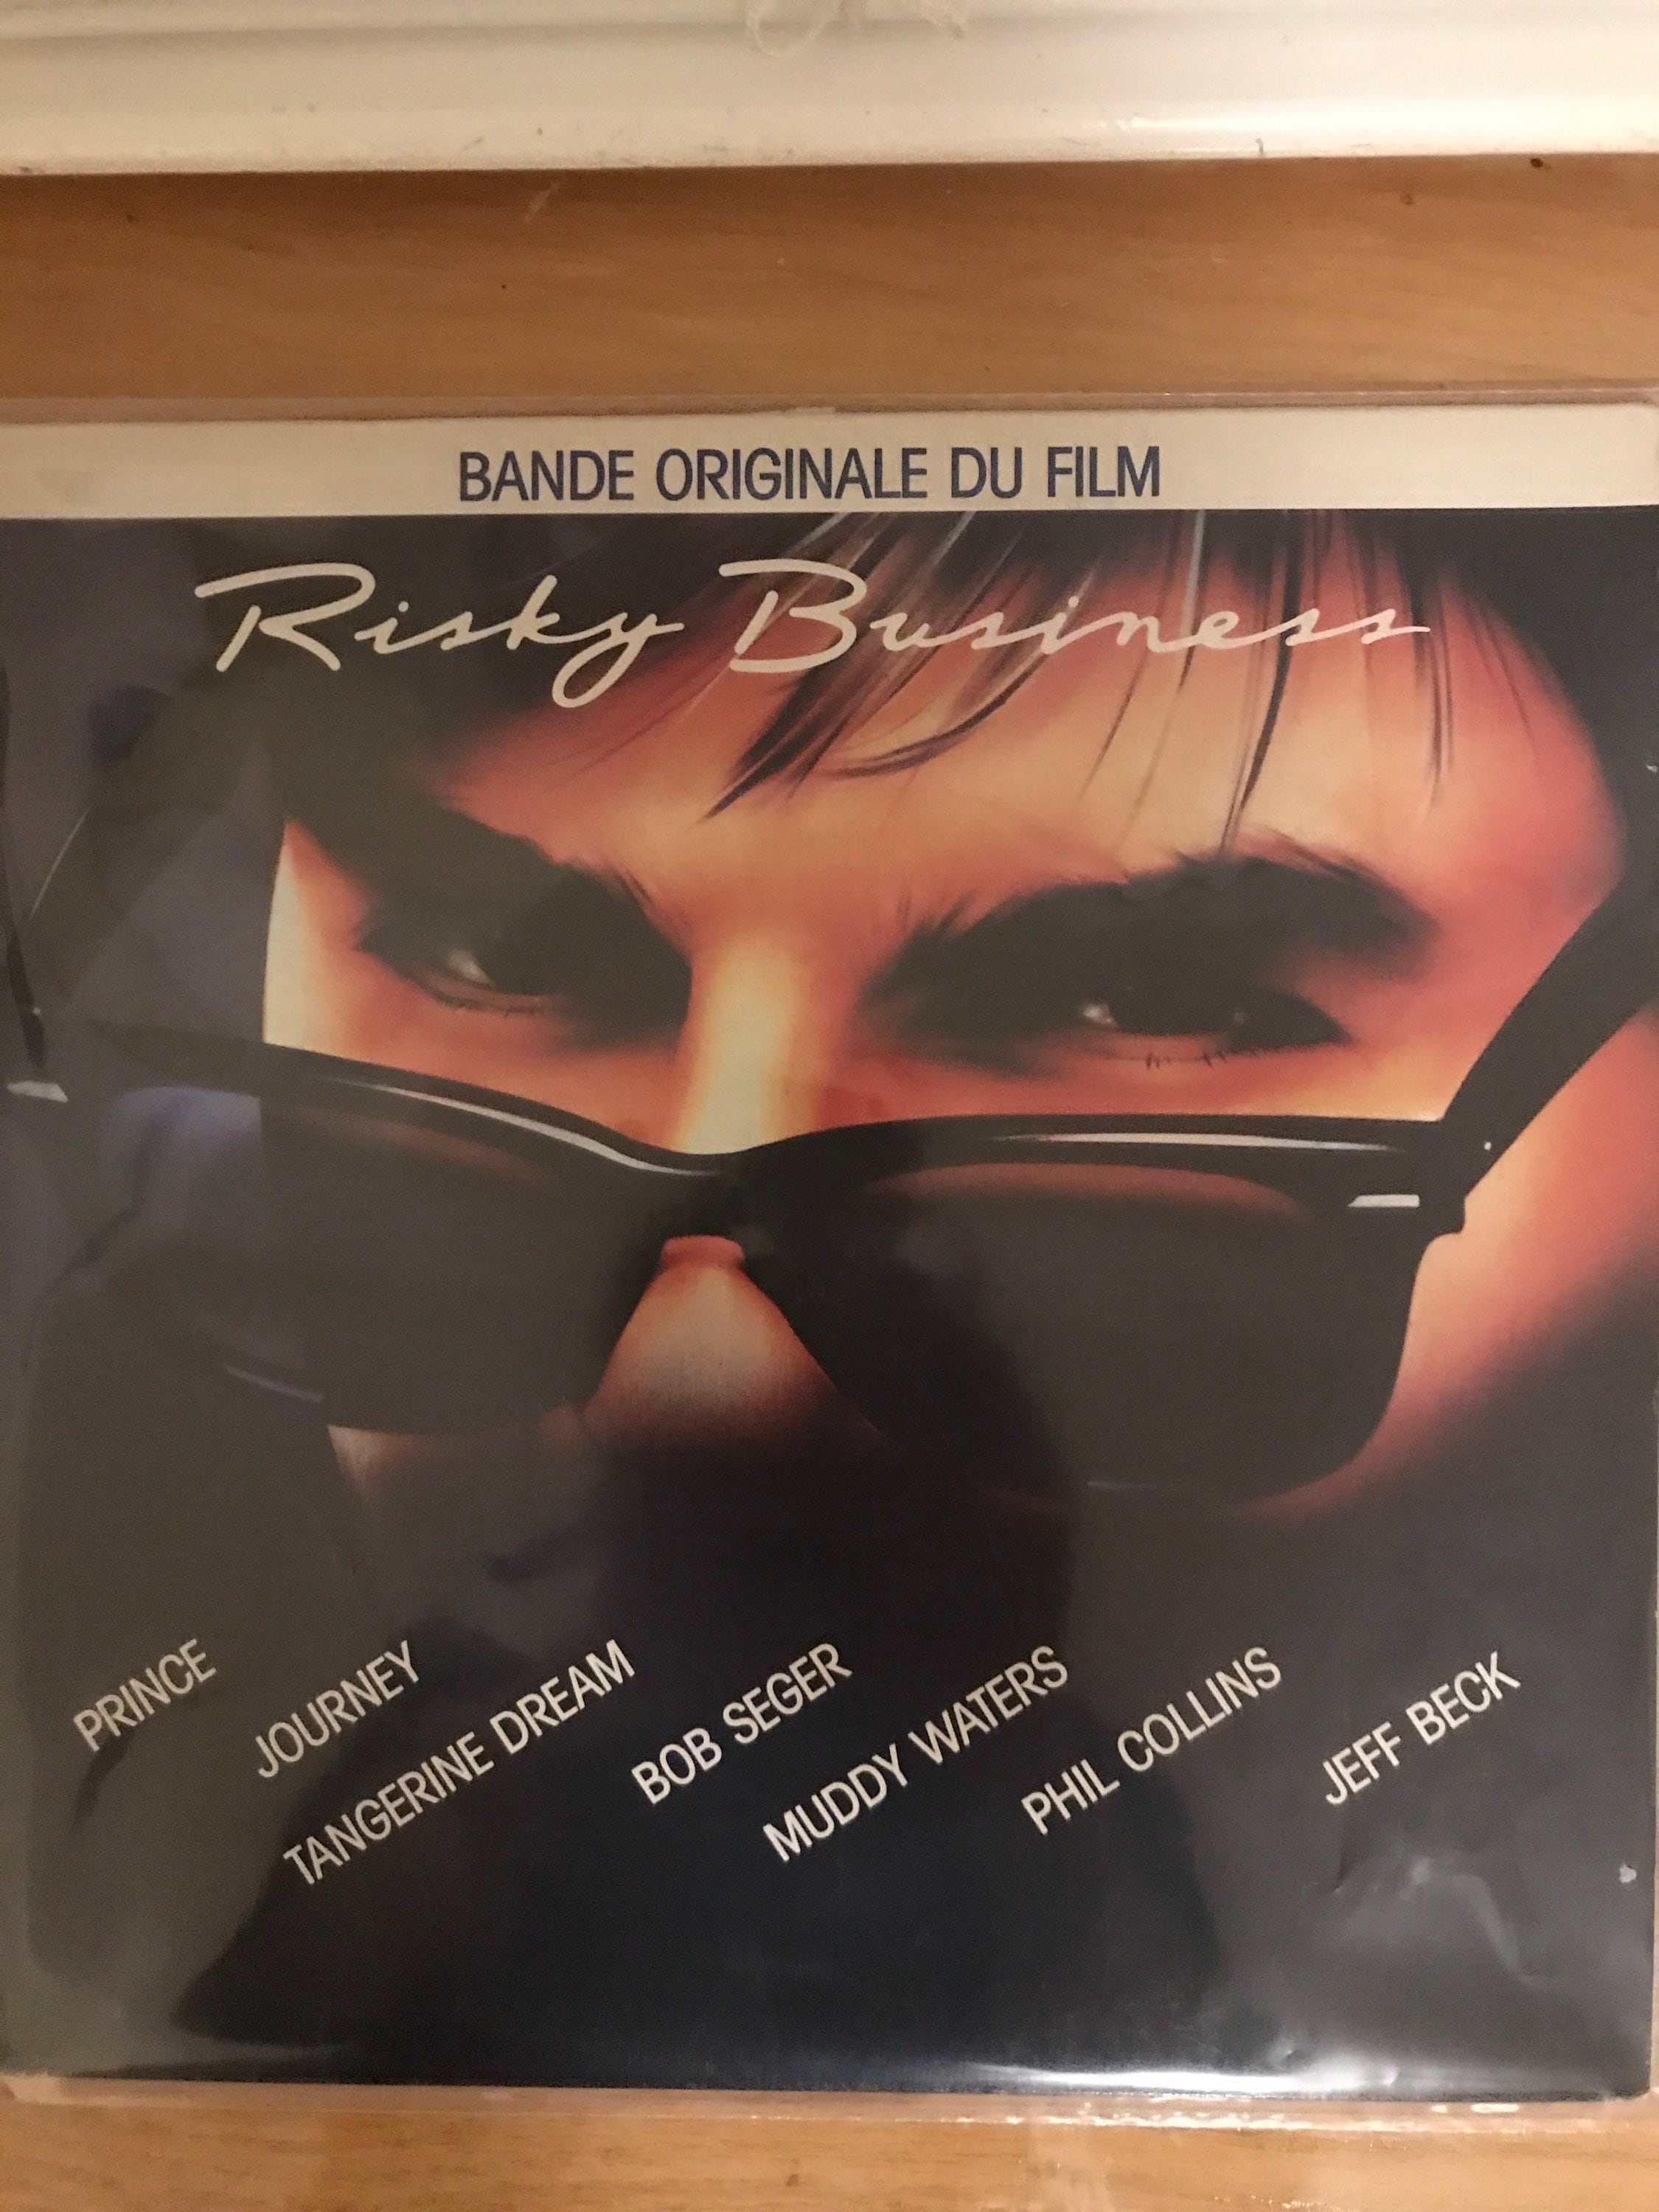 BANDE ORIGINALE DU FILM
Risky Business
PRINCE
JOURNEY
TANGERINE DREAM
BOB SEGER
MUDDY WATERS
PHIL COLLINS
JEFF BECK